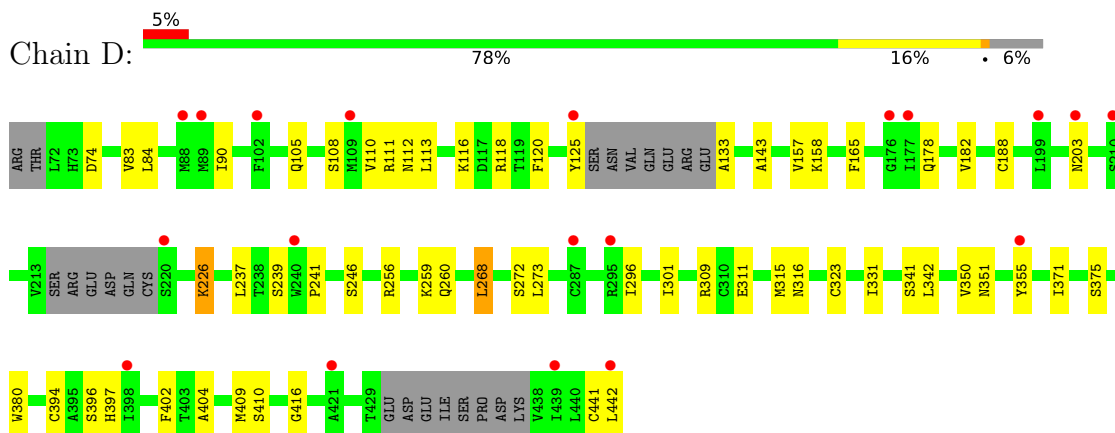 5%
Chain D:
78% 16% • 6%
ARG THR L72 H73 D74 V83 L84 M88 M89 I90 F102 Q105 S108 M109 V110 R111 N112 L113 K116 D117 R118 T119 F120 Y125 SER ASN VAL GLN GLU ARG GLU A133 A143 V157 K158 F165 G176 I177 Q178 V182 C188 L199 N203 S210
V213 SER ARG GLU ASP GLN CYS S220 K226 L237 T238 S239 W240 P241 S246 R256 K259 Q260 L268 S272 L273 C287 R295 I296 I301 R309 C310 E311 M315 N316 C323 I331 S341 L342 V350 N351 Y355 I371 S375
W380 C394 A395 S396 H397 I398 F402 T403 A404 M409 S410 G416 A421 T429 GLU ASP GLU ILE SER PRO ASP LYS V438 I439 L440 C441 L442